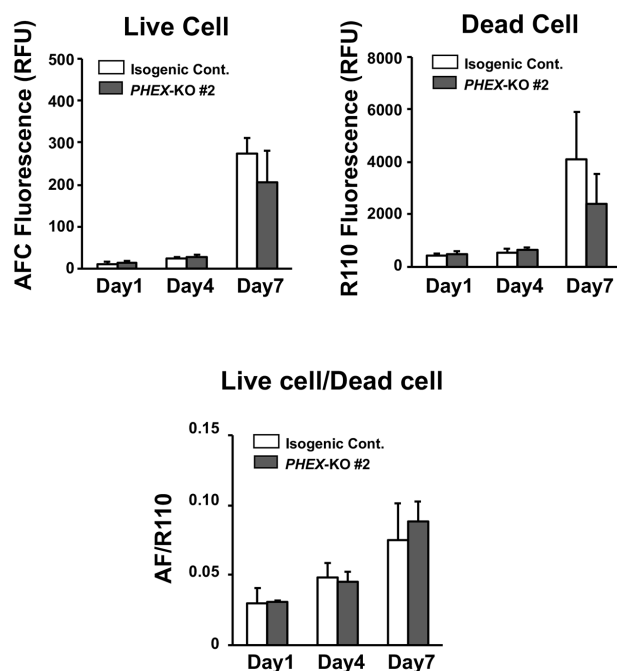 Live Cell
AFC Fluorescence (RFU)
500
400
300
200
100
0
Isogenic Cont.
PHEX-KO #2
Day1 Day4 Day7
Dead Cell
R110 Fluorescence (RFU)
8000
6000
4000
2000
0
Isogenic Cont.
PHEX-KO #2
Day1 Day4 Day7
Live cell/Dead cell
AF/R110
0.15
0.10
0.05
0
Isogenic Cont.
PHEX-KO #2
Day1 Day4 Day7